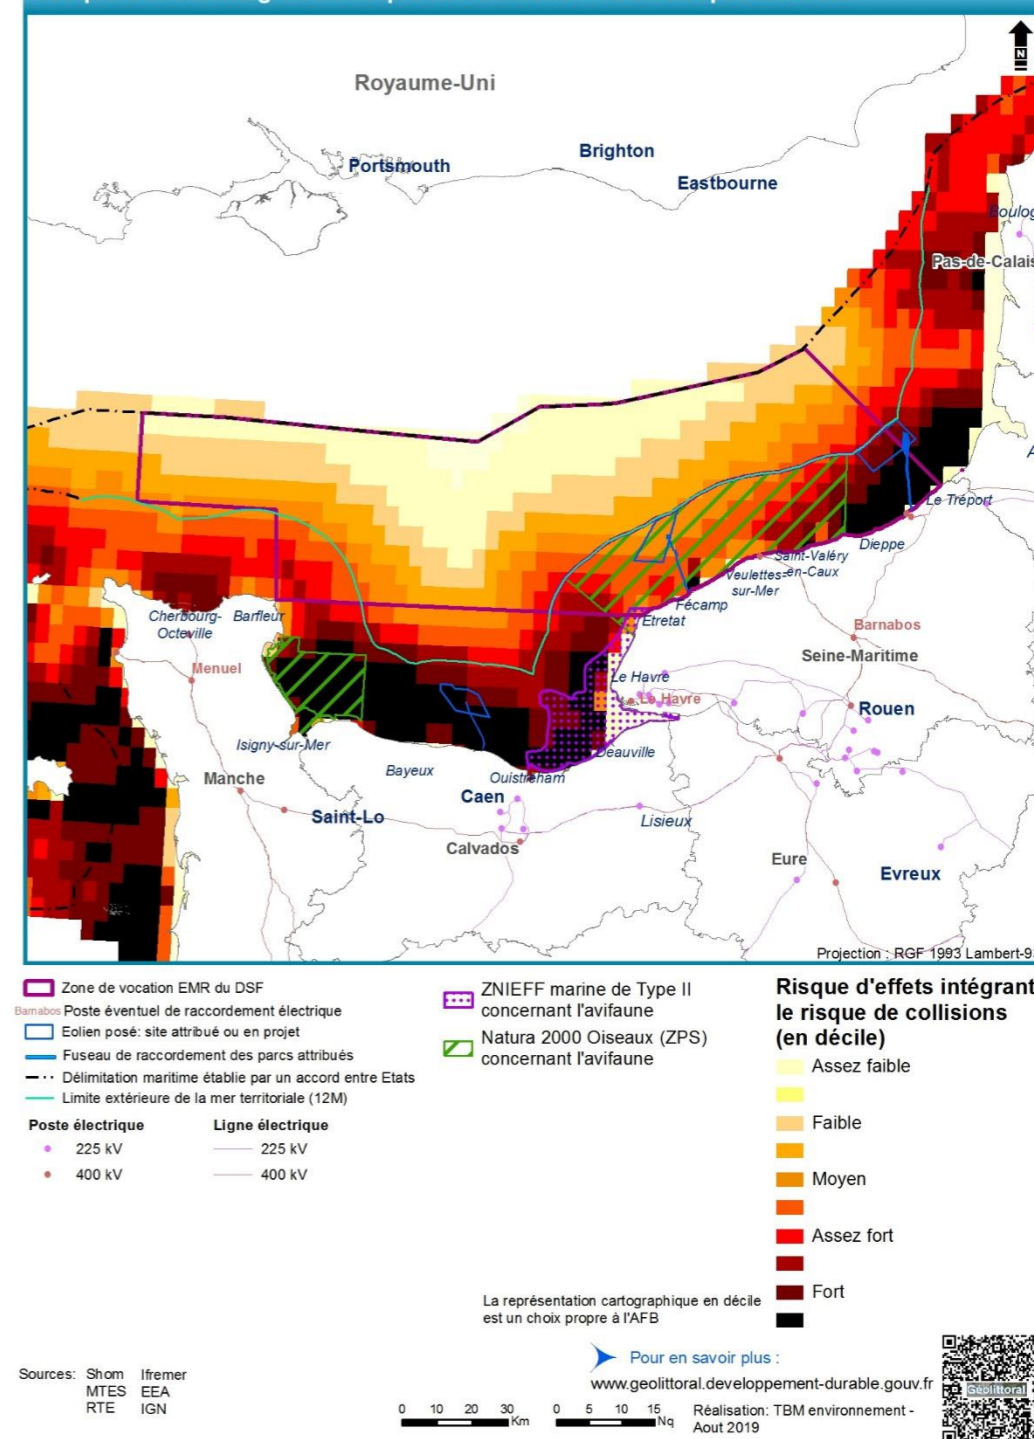 Royaume-Uni
N
Portsmouth
Brighton
Eastbourne
Pas-de-Calais
Le Tréport
Dieppe
Saint-Valéry
-en-Caux
Veulettes-
sur-Mer
Fécamp
Etretat
Cherbourg-
Octeville
Barfleur
Barnabos
Seine-Maritime
Menuel
Le Havre
Le Havre
Rouen
Isigny-sur-Mer
Deauville
Bayeux
Ouistreham
Manche
Caen
Saint-Lo
Lisieux
Calvados
Eure
Evreux
Projection : RGF 1993 Lambert-9
Zone de vocation EMR du DSF
Barnabos Poste éventuel de raccordement électrique
Eolien posé: site attribué ou en projet
Fuseau de raccordement des parcs attribués
Délimitation maritime établie par un accord entre Etats
Limite extérieure de la mer territoriale (12M)
Poste électrique
225 kV
400 kV
Ligne électrique
225 kV
400 kV
ZNIEFF marine de Type II
concernant l'avifaune
Natura 2000 Oiseaux (ZPS)
concernant l'avifaune
Risque d'effets intégrant
le risque de collisions
(en décile)
Assez faible
Faible
Moyen
Assez fort
Fort
La représentation cartographique en décile
est un choix propre à l'AFB
Pour en savoir plus :
www.geolittoral.developpement-durable.gouv.fr
Sources: Shom Ifremer
MTES EEA
RTE IGN
0 10 20 30
Km
0 5 10 15
Nq
Réalisation: TBM environnement -
Aout 2019
Géolittoral